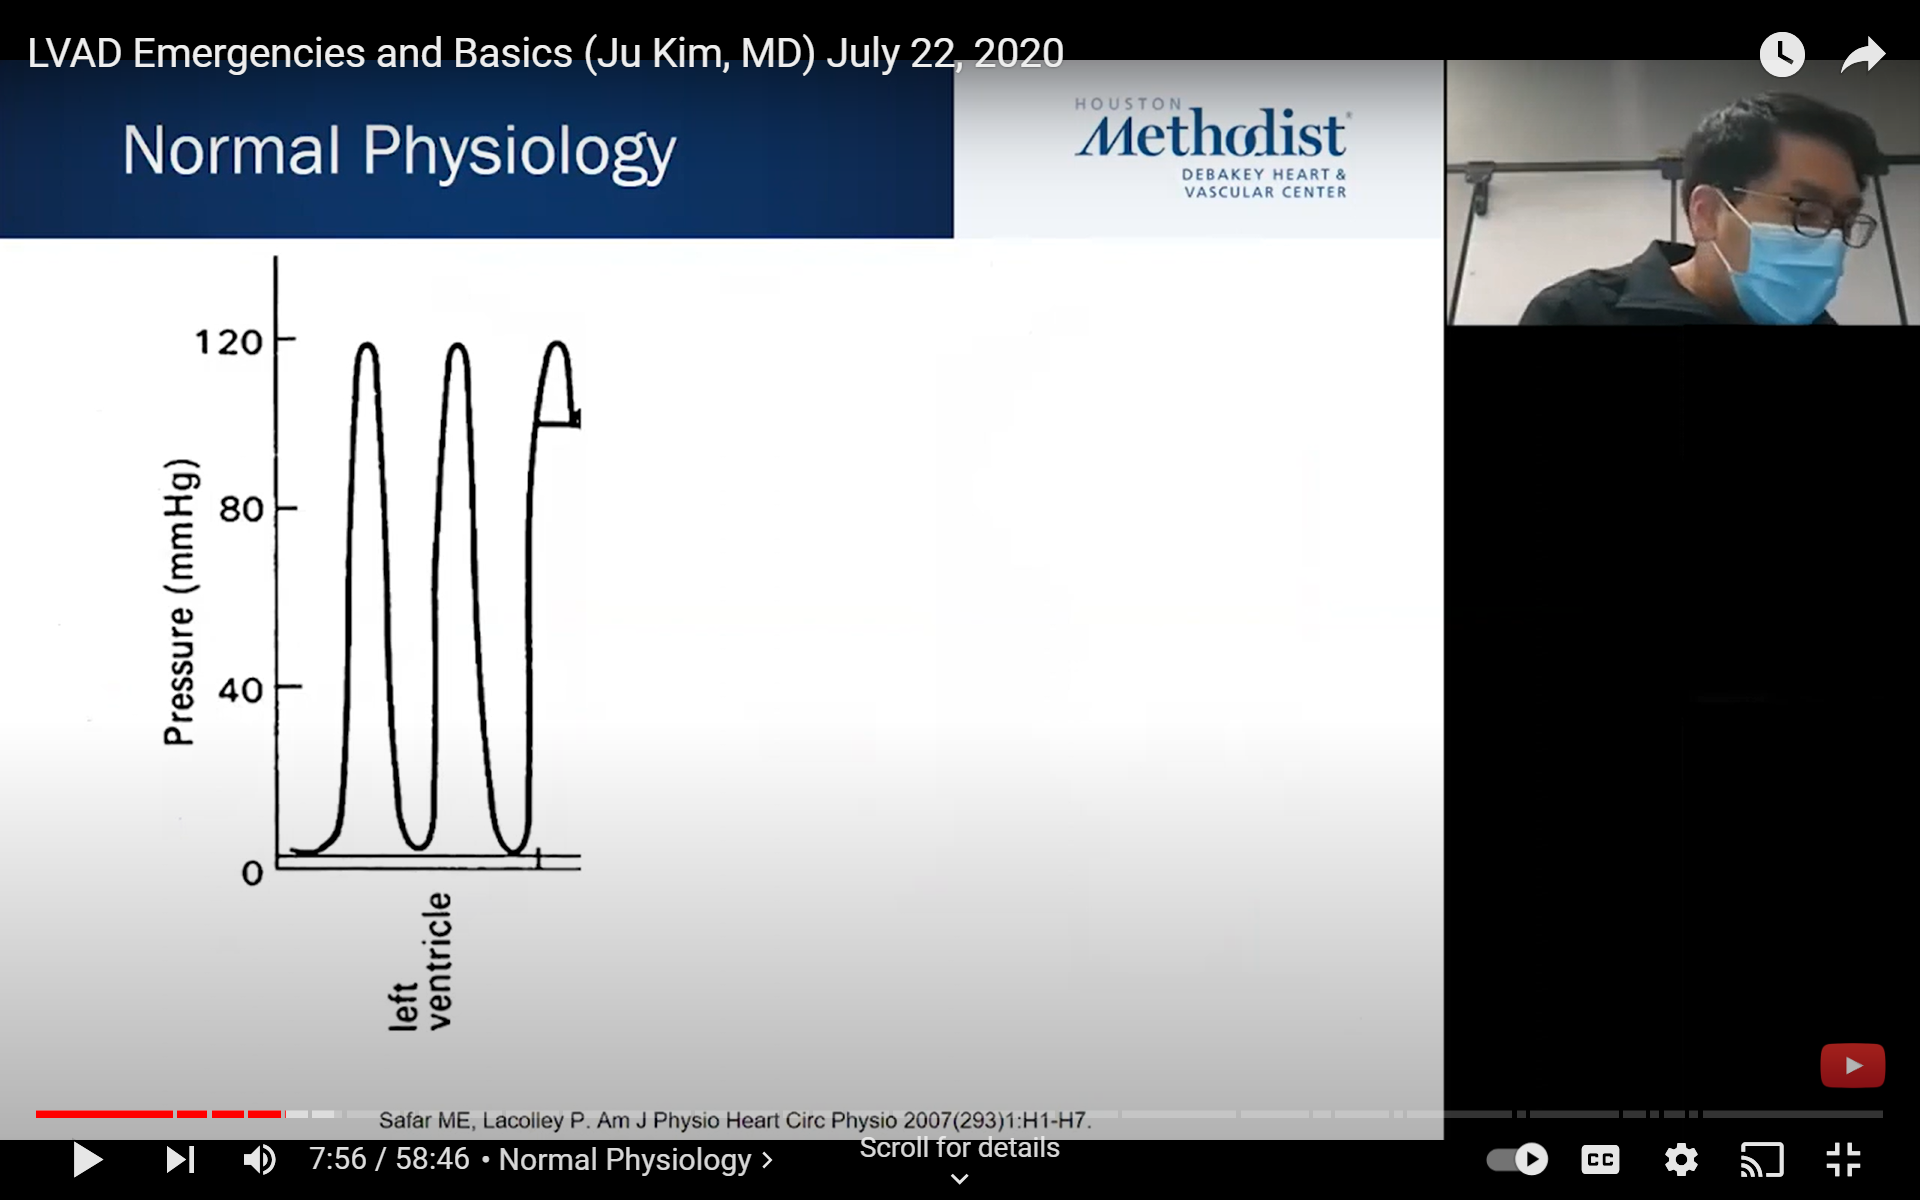 LVAD Emergencies and Basics (Ju Kim, MD) July 22, 2020
Normal Physiology
HOUSTON
Methodist
DEBAKEY HEART &
VASCULAR CENTER
120
80
40
0
Pressure (mmHg)
left
ventricle
Safar ME, Lacolley P. Am J Physio Heart Circ Physio 2007(293)1:H1-H7.
7:56 / 58:46 • Normal Physiology >
Scroll for details
CC